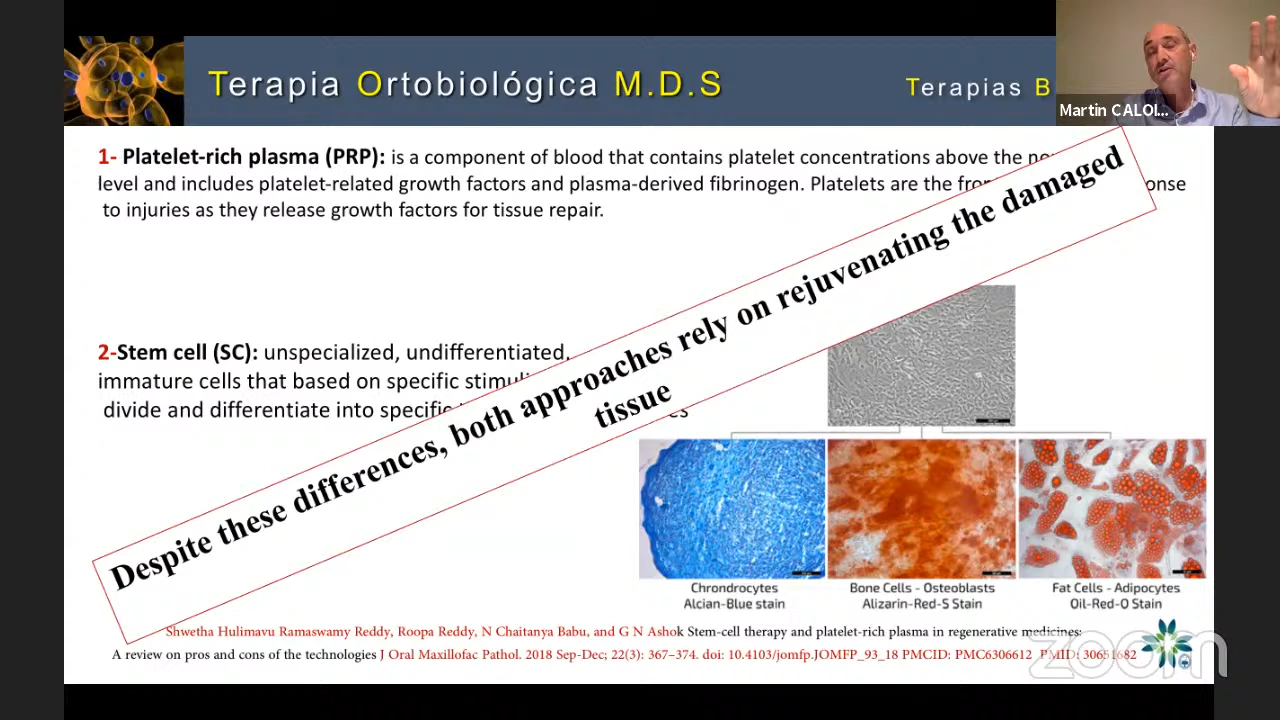 Terapia Ortobiológica M.D.S
Terapias B
Martin CALOI...
1- Platelet-rich plasma (PRP): is a component of blood that contains platelet concentrations above the
level and includes platelet-related growth factors and plasma-derived fibrinogen. Platelets are the
to injuries as they release growth factors for tissue repair.
Despite these differences, both approaches rely on rejuvenating the damaged
tissue
2-Stem cell (SC): unspecialized, undifferentiated,
immature cells that based on specific stimuli
divide and differentiate into specific
Chrondrocytes
Alcian-Blue stain
Bone Cells - Osteoblasts
Alizarin-Red-S Stain
Fat Cells - Adipocytes
Oil-Red-O Stain
Shwetha Hulimavu Ramaswamy Reddy, Roopa Reddy, N Chaitanya Babu, and G N Ashok Stem-cell therapy and platelet-rich plasma in regenerative medicines:
A review on pros and cons of the technologies J Oral Maxillofac Pathol. 2018 Sep-Dec; 22(3): 367–374. doi: 10.4103/jomfp.JOMFP_93_18 PMCID: PMC6306612 PMID: 30651682
zoom